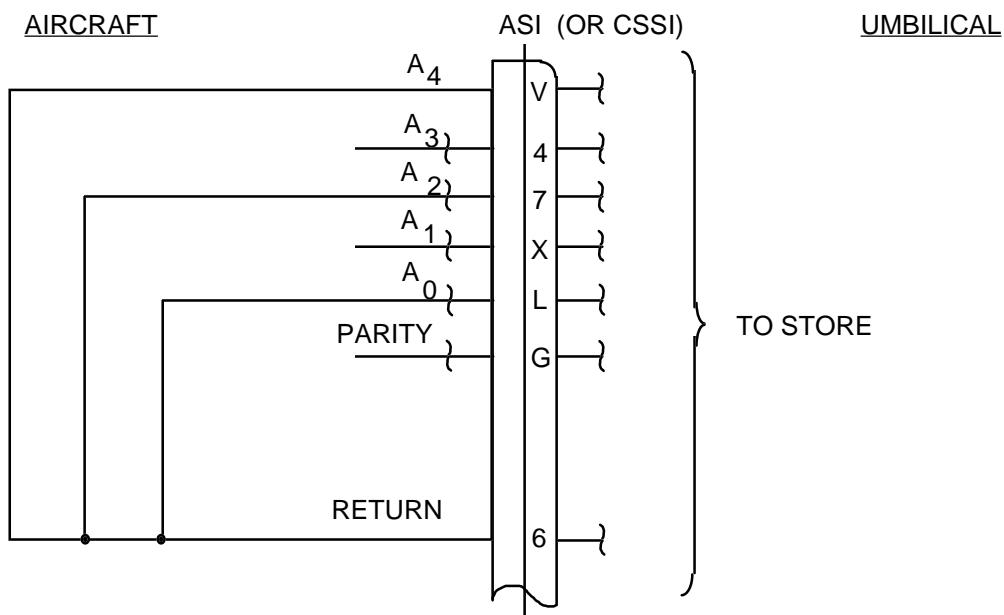 AIRCRAFT ASI (OR CSSI) UMBILICAL
A4 V
A3 4
A2 7
A1 X
A0 L
PARITY G
TO STORE
RETURN 6